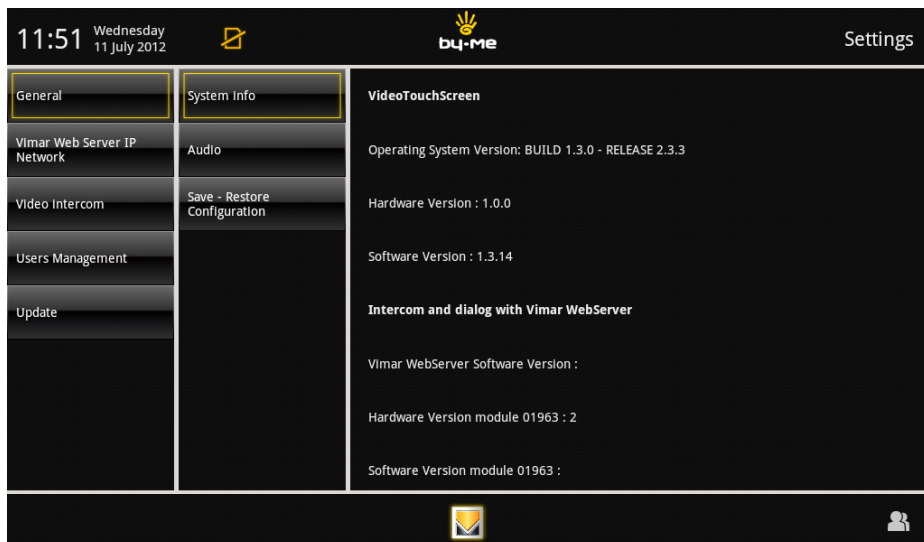 11:51
Wednesday
11 July 2012
by-me
Settings
General
Vimar Web Server IP
Network
Video Intercom
Users Management
Update
System Info
Audio
Save - Restore
Configuration
VideoTouchScreen
Operating System Version: BUILD 1.3.0 - RELEASE 2.3.3
Hardware Version : 1.0.0
Software Version : 1.3.14
Intercom and dialog with Vimar WebServer
Vimar WebServer Software Version :
Hardware Version module 01963 : 2
Software Version module 01963 :